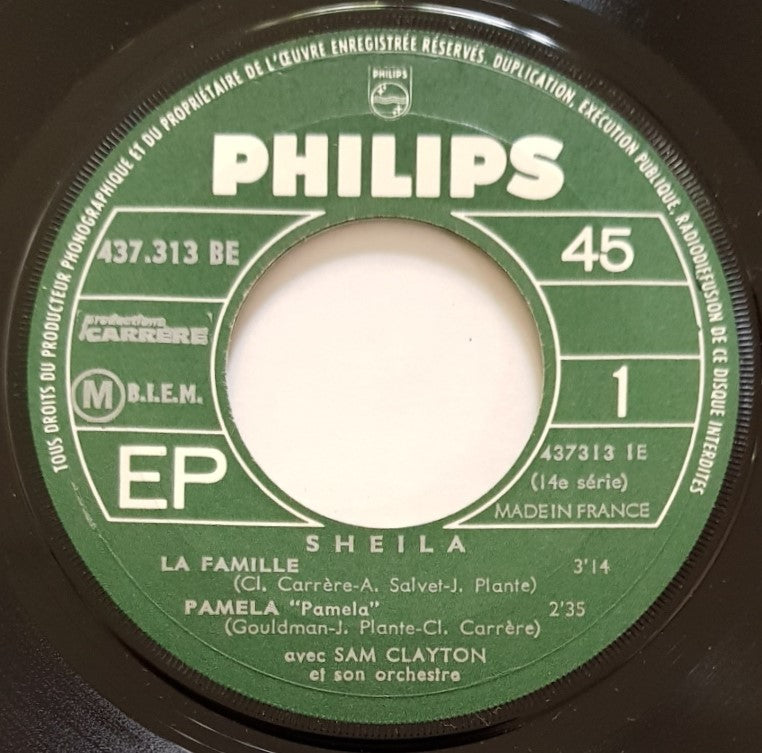 TOUS DROITS DU PRODUCTEUR PHONOGRAPHIQUE ET DU PROPRIÉTAIRE DE L'ŒUVRE ENREGISTRÉE RÉSERVÉS. DUPLICATION, EXÉCUTION PUBLIQUE, RADIODIFFUSION DE CE DISQUE INTERDITES
PHILIPS
PHILIPS
437.313 BE
45
productions
CARRÈRE
M B.I.E.M.
1
EP
437313 1E
(14e série)
MADE IN FRANCE
SHEILA
LA FAMILLE 3'14
(Cl. Carrère-A. Salvet-J. Plante)
PAMELA "Pamela" 2'35
(Gouldman-J. Plante-Cl. Carrère)
avec SAM CLAYTON
et son orchestre